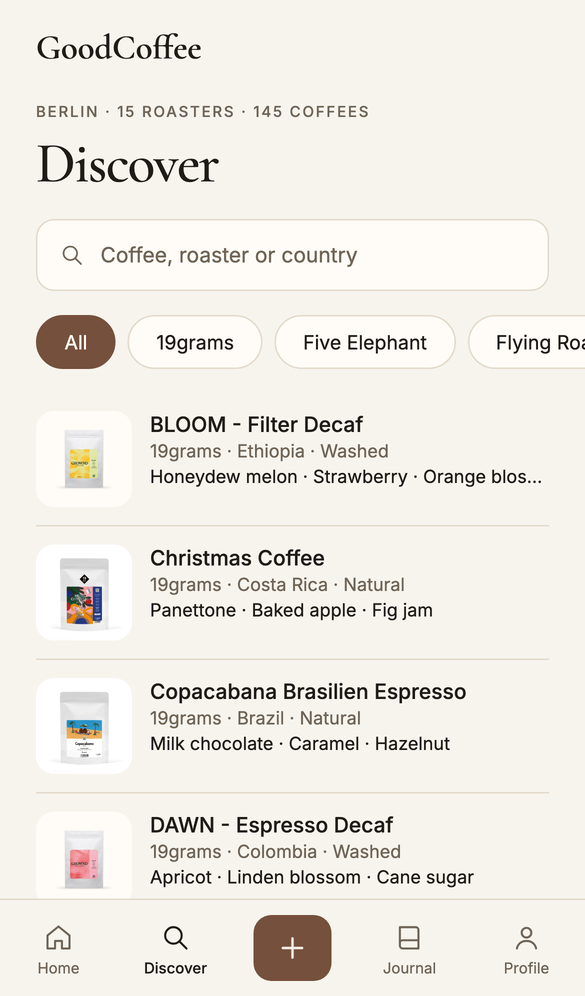 GoodCoffee
BERLIN · 15 ROASTERS · 145 COFFEES
Discover
Coffee, roaster or country
All
19grams
Five Elephant
Flying Roa
BLOOM - Filter Decaf
19grams · Ethiopia · Washed
Honeydew melon · Strawberry · Orange blos...
Christmas Coffee
19grams · Costa Rica · Natural
Panettone · Baked apple · Fig jam
Copacabana Brasilien Espresso
19grams · Brazil · Natural
Milk chocolate · Caramel · Hazelnut
DAWN - Espresso Decaf
19grams · Colombia · Washed
Apricot · Linden blossom · Cane sugar
Home
Discover
Journal
Profile